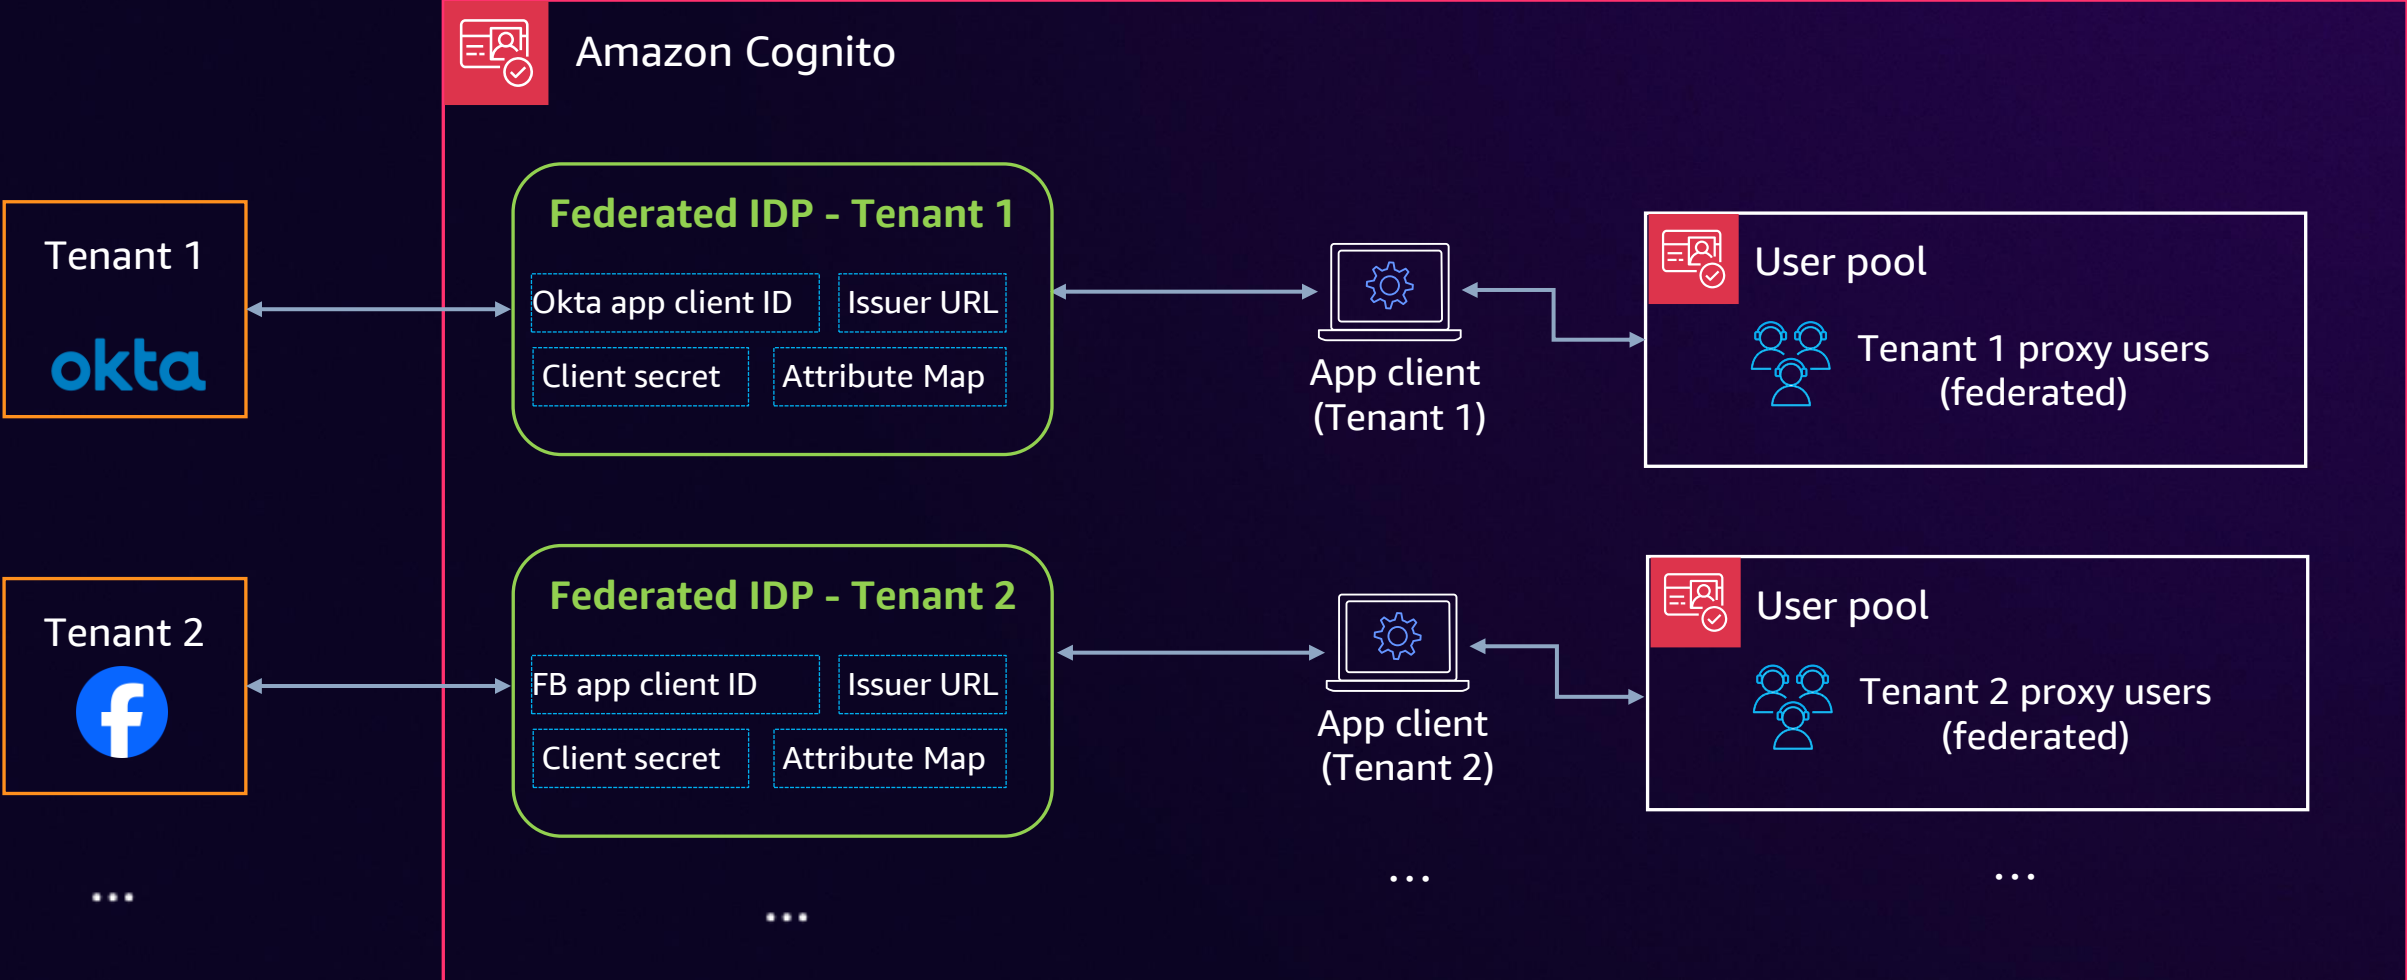 Amazon Cognito
Tenant 1
okta
Federated IDP - Tenant 1
Okta app client ID
Issuer URL
Client secret
Attribute Map
App client
(Tenant 1)
User pool
Tenant 1 proxy users
(federated)
Tenant 2
f
Federated IDP - Tenant 2
FB app client ID
Issuer URL
Client secret
Attribute Map
App client
(Tenant 2)
User pool
Tenant 2 proxy users
(federated)
...
...
...
...